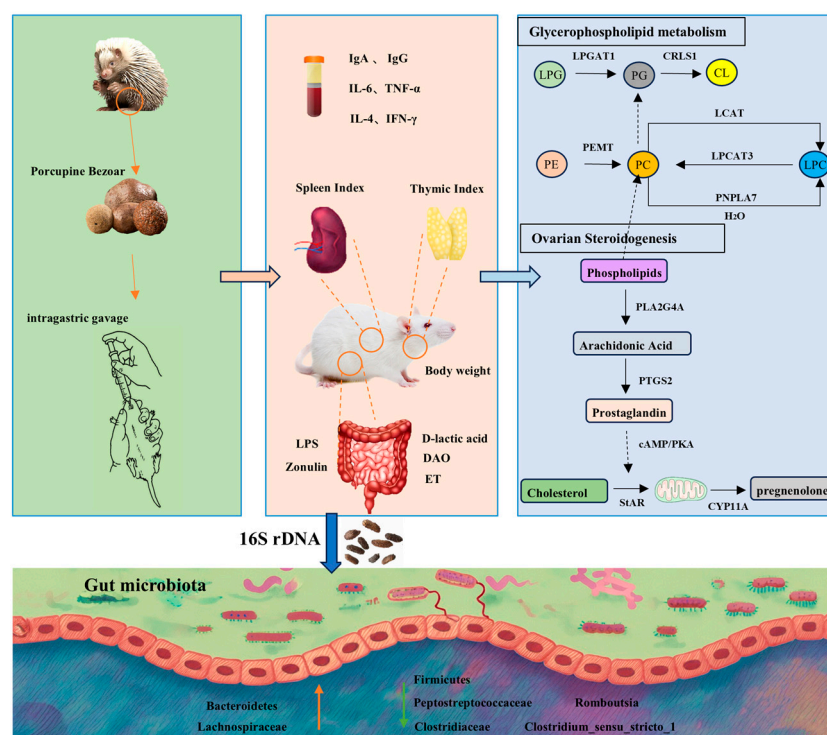 Porcupine Bezoar
intragastric gavage
IgA 、 IgG
IL-6、TNF-α
IL-4、IFN-γ
Spleen Index
Thymic Index
Body weight
LPS
Zonulin
D-lactic acid
DAO
ET
Glycerophospholipid metabolism
LPG
LPGAT1
PG
CRLS1
CL
LCAT
PE
PEMT
PC
LPCAT3
LPC
PNPLA7
H₂O
Ovarian Steroidogenesis
Phospholipids
PLA2G4A
Arachidonic Acid
PTGS2
Prostaglandin
cAMP/PKA
Cholesterol
StAR
CYP11A
pregnenolone
16S rDNA
Gut microbiota
Bacteroidetes
Lachnospiraceae
Firmicutes
Peptostreptococcaceae
Clostridiaceae
Romboutsia
Clostridium_sensu_stricto_1